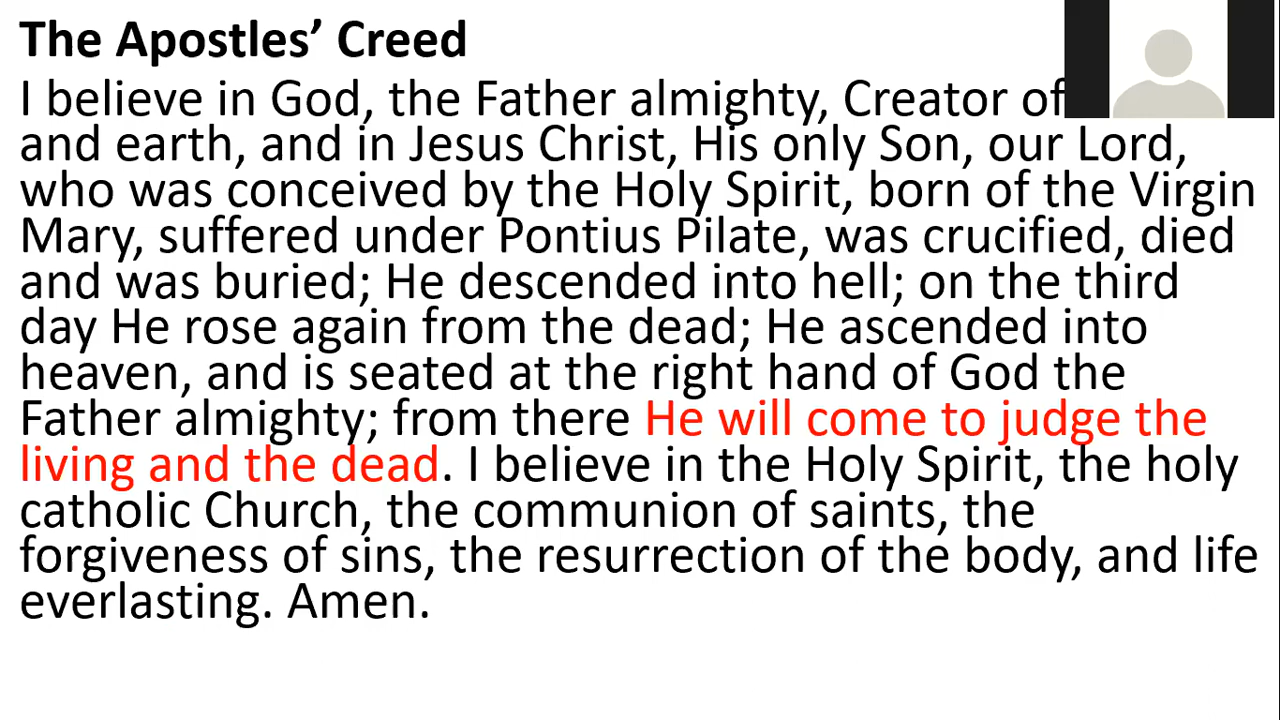 The Apostles’ Creed
I believe in God, the Father almighty, Creator of
and earth, and in Jesus Christ, His only Son, our Lord,
who was conceived by the Holy Spirit, born of the Virgin
Mary, suffered under Pontius Pilate, was crucified, died
and was buried; He descended into hell; on the third
day He rose again from the dead; He ascended into
heaven, and is seated at the right hand of God the
Father almighty; from there He will come to judge the
living and the dead. I believe in the Holy Spirit, the holy
catholic Church, the communion of saints, the
forgiveness of sins, the resurrection of the body, and life
everlasting. Amen.